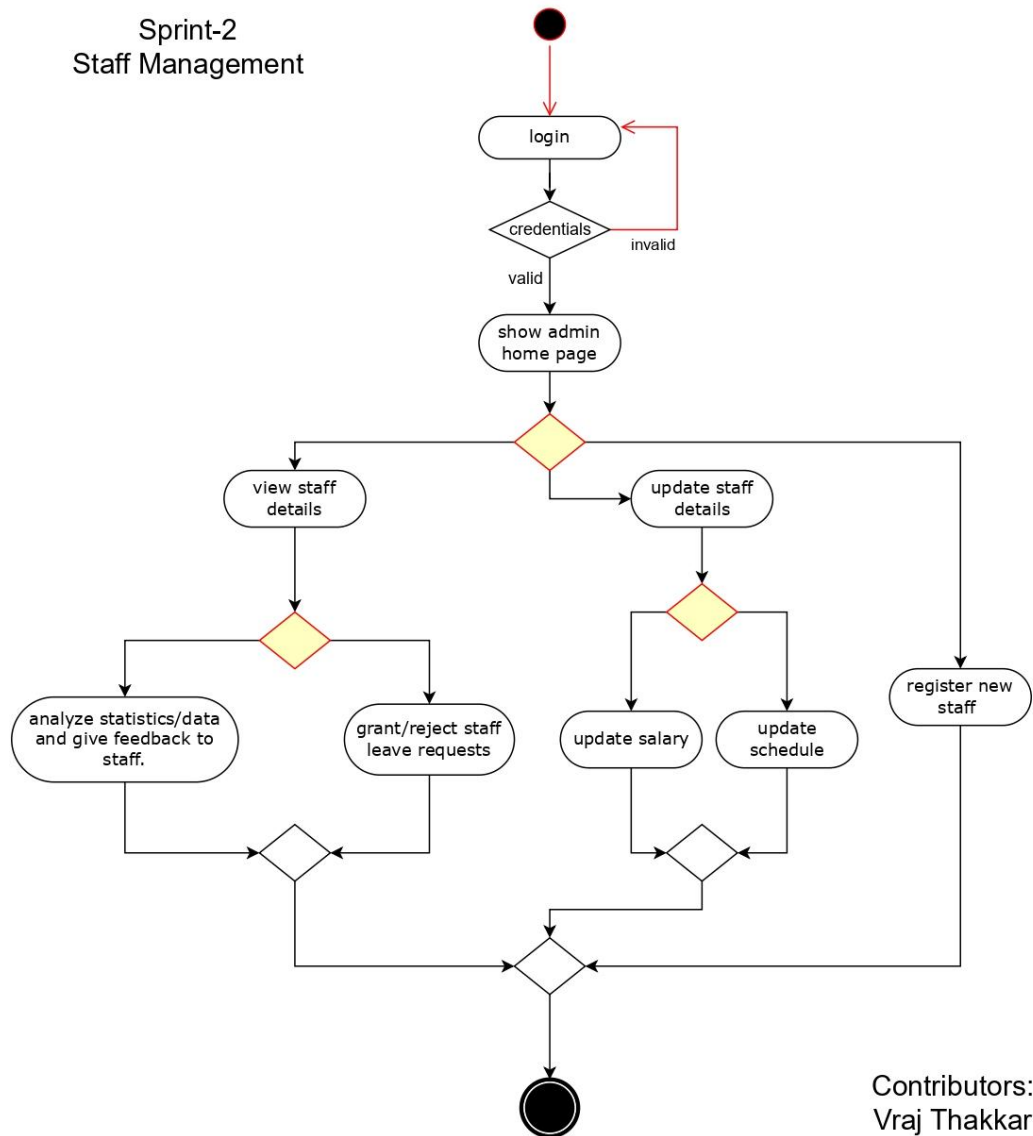 Sprint-2
Staff Management
login
credentials
invalid
valid
show admin
home page
view staff
details
update staff
details
analyze statistics/data
and give feedback to
staff.
grant/reject staff
leave requests
update salary
update
schedule
register new
staff
Contributors:
Vraj Thakkar